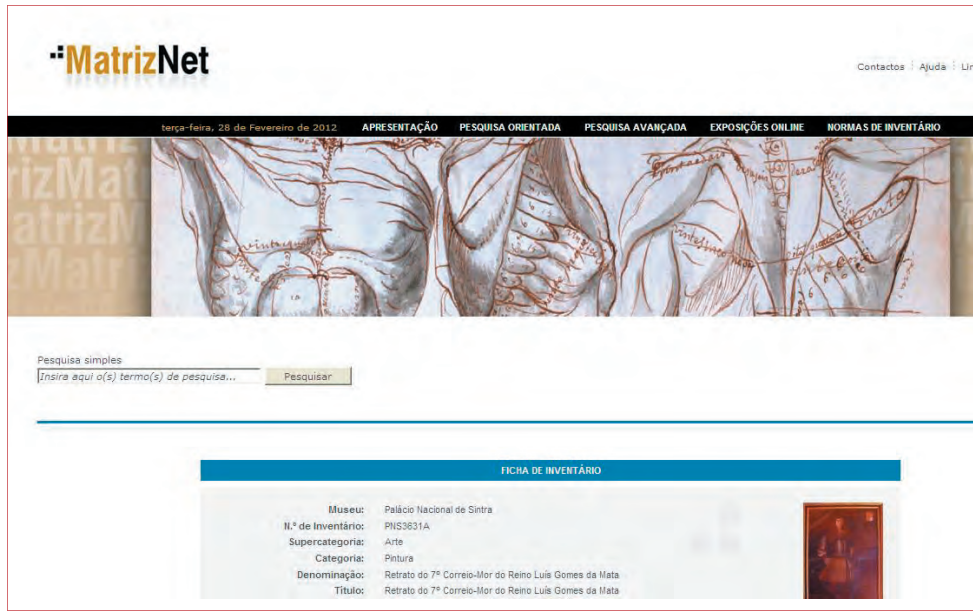 MatrizNet
Contactos Ajuda
terça-feira, 28 de Fevereiro de 2012 APRESENTAÇÃO PESQUISA ORIENTADA PESQUISA AVANÇADA EXPOSIÇÕES ONLINE NORMAS DE INVENTÁRIO
Pesquisa simples
Insira aqui o(s) termo(s) de pesquisa... Pesquisar
FICHA DE INVENTÁRIO
Museu: Palácio Nacional de Sintra
N.º de Inventário: PNS3631A
Supercategoria: Arte
Categoria: Pintura
Denominação: Retrato do 7º Correio-Mor do Reino Luís Gomes da Mata
Título: Retrato do 7º Correio-Mor do Reino Luís Gomes da Mata